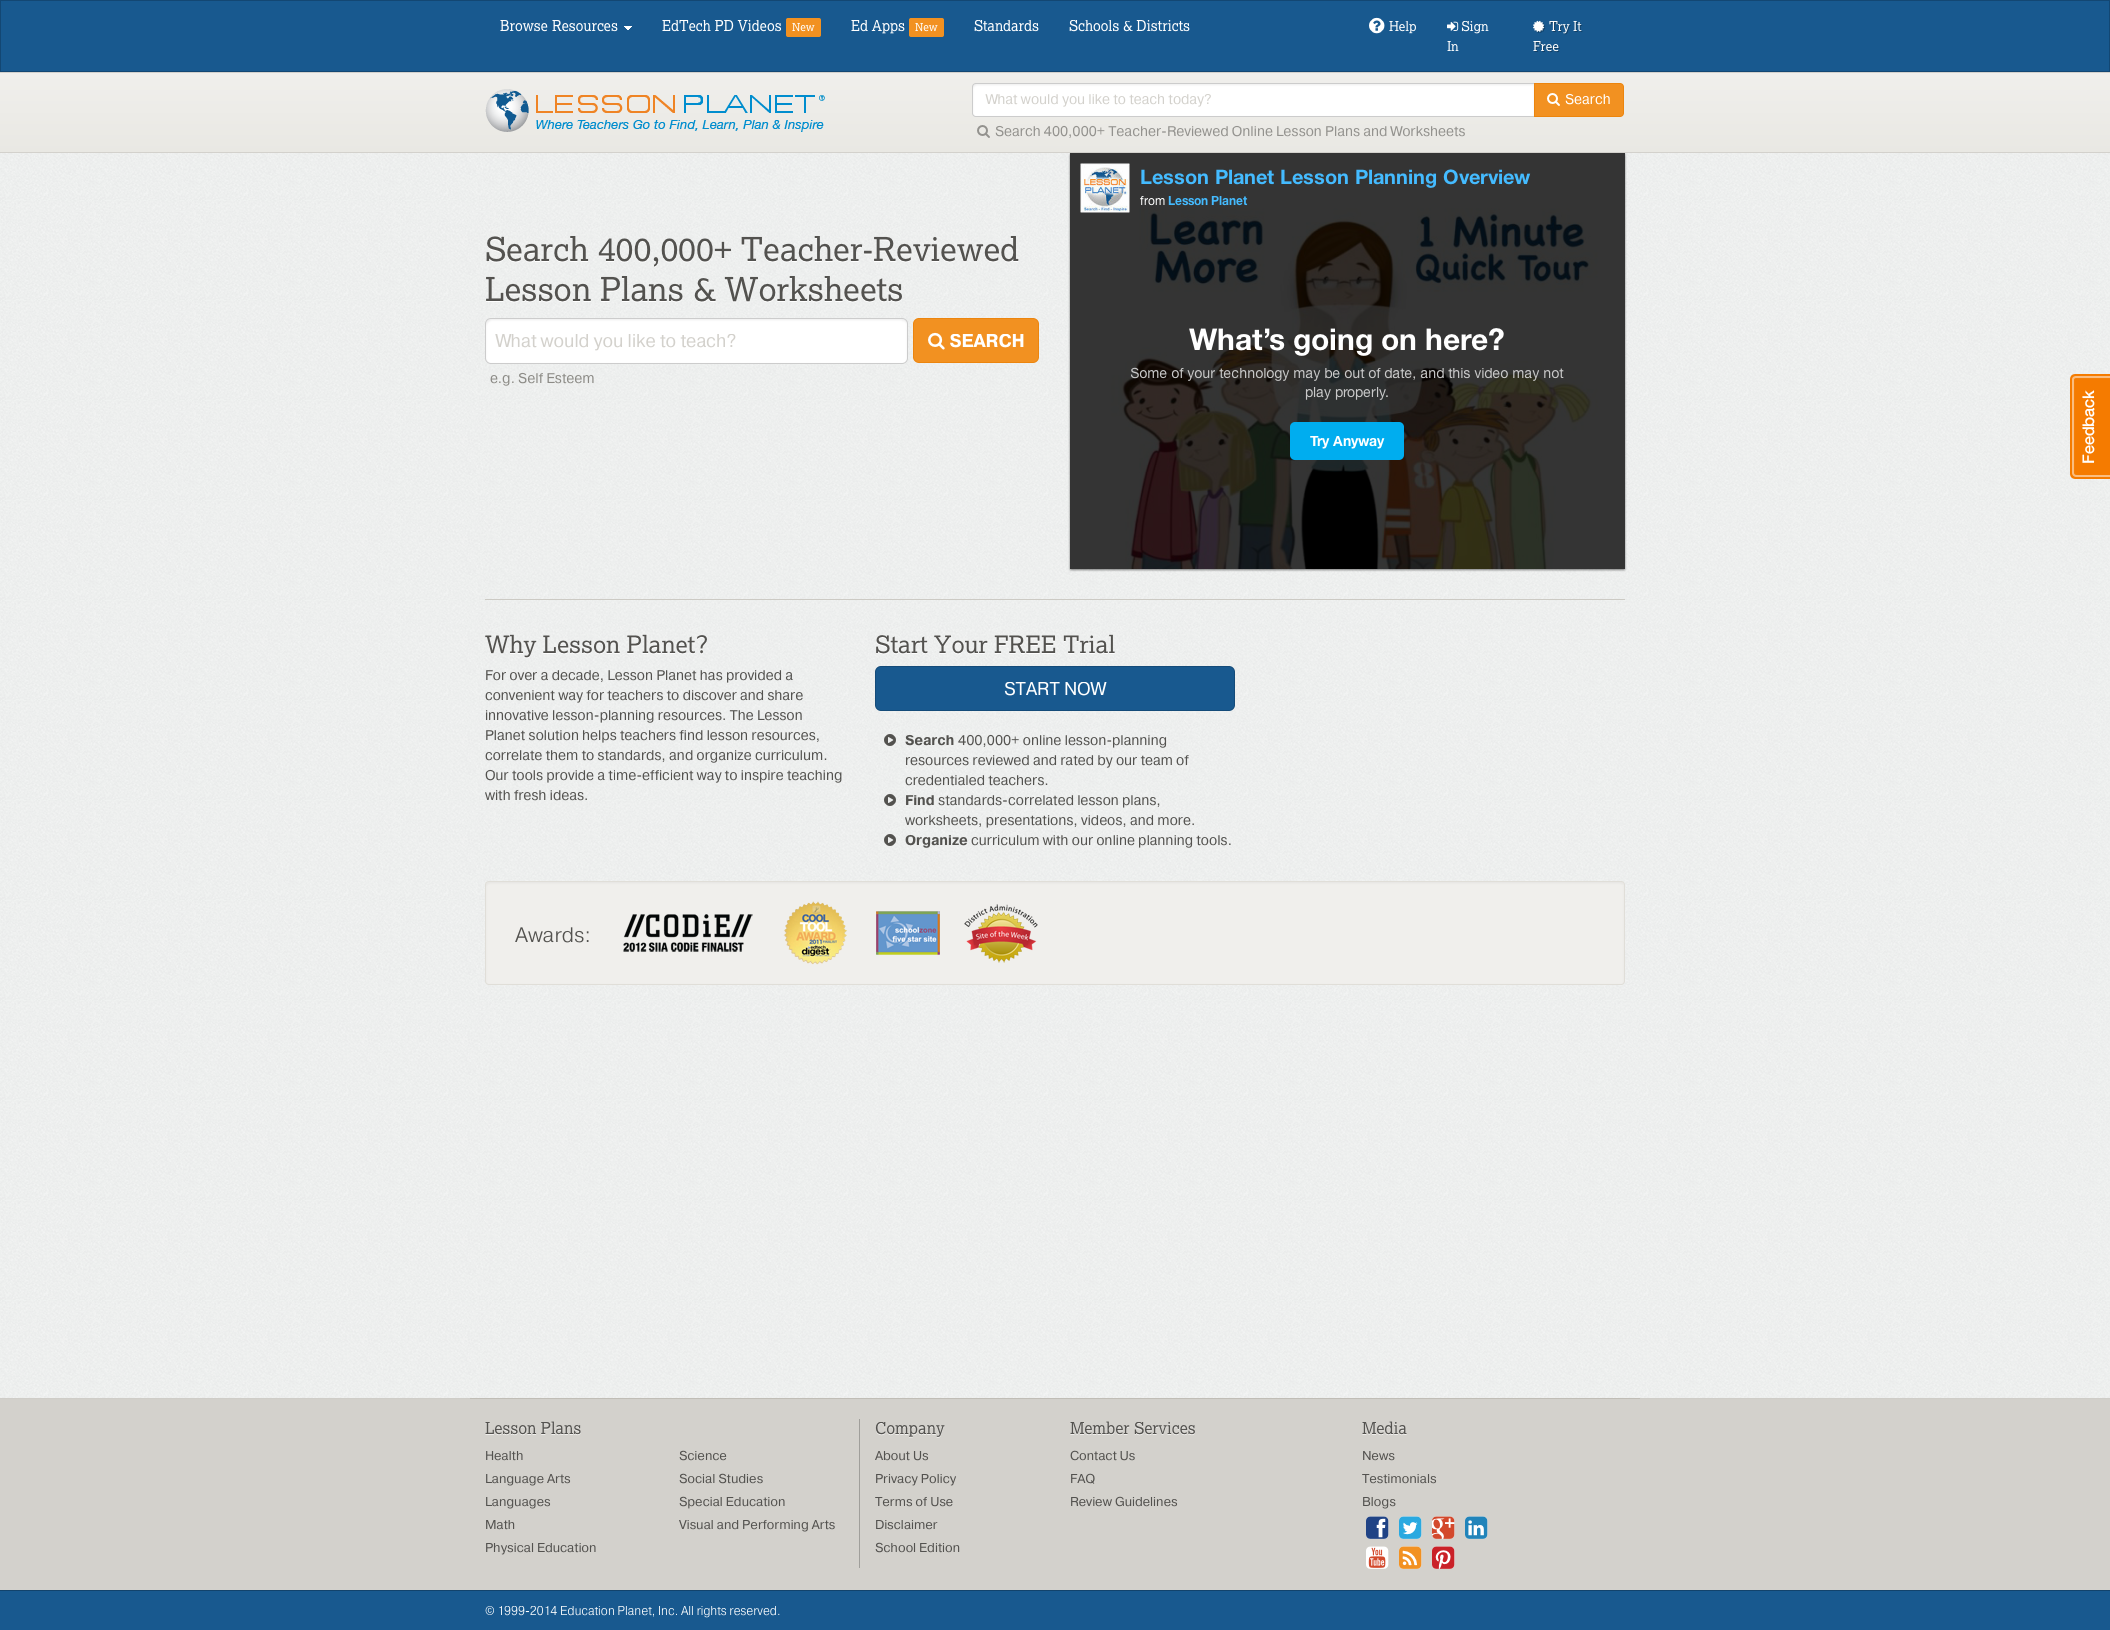 Browse Resources
EdTech PD Videos New
Ed Apps New
Standards
Schools & Districts
Help
Sign In
Try It Free
LESSON PLANET®
Where Teachers Go to Find, Learn, Plan & Inspire
What would you like to teach today?
Search
Search 400,000+ Teacher-Reviewed Online Lesson Plans and Worksheets
Search 400,000+ Teacher-Reviewed
Lesson Plans & Worksheets
What would you like to teach?
SEARCH
e.g. Self Esteem
LESSON
PLANET
Lesson Planet Lesson Planning Overview
from Lesson Planet
Learn More
1 Minute Quick Tour
What's going on here?
Some of your technology may be out of date, and this video may not
play properly.
Try Anyway
8
Feedback
Why Lesson Planet?
For over a decade, Lesson Planet has provided a
convenient way for teachers to discover and share
innovative lesson-planning resources. The Lesson
Planet solution helps teachers find lesson resources,
correlate them to standards, and organize curriculum.
Our tools provide a time-efficient way to inspire teaching
with fresh ideas.
Start Your FREE Trial
START NOW
Search 400,000+ online lesson-planning
resources reviewed and rated by our team of
credentialed teachers.
Find standards-correlated lesson plans,
worksheets, presentations, videos, and more.
Organize curriculum with our online planning tools.
Awards:
//CODiE//
2012 SIIA CODiE FINALIST
COOL
TOOL
AWARD
2011
edtech
digest
schoolzone
five star site
District Administration
Site of the Week
Lesson Plans
Health
Language Arts
Languages
Math
Physical Education
Science
Social Studies
Special Education
Visual and Performing Arts
Company
About Us
Privacy Policy
Terms of Use
Disclaimer
School Edition
Member Services
Contact Us
FAQ
Review Guidelines
Media
News
Testimonials
Blogs
You
Tube
© 1999-2014 Education Planet, Inc. All rights reserved.